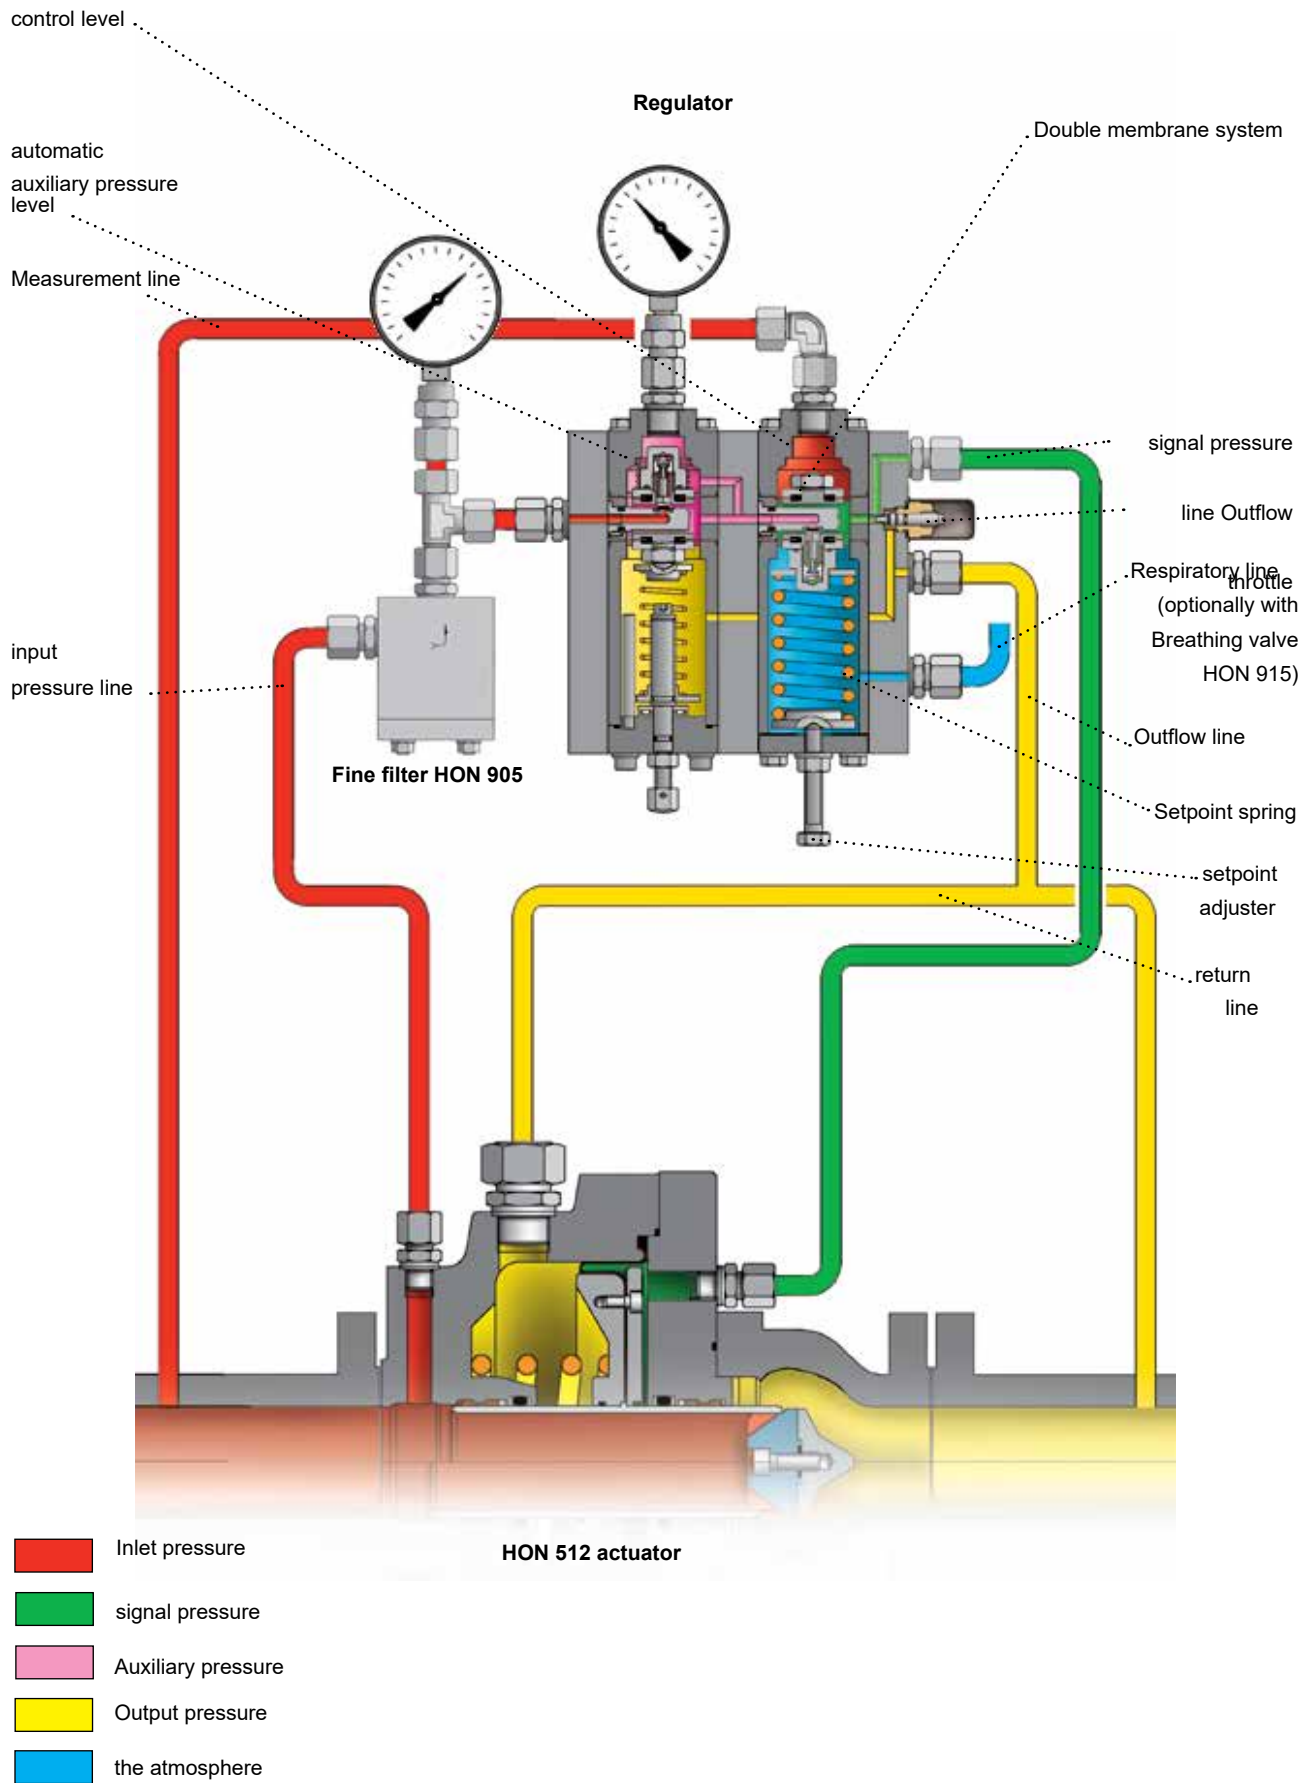 control level
Regulator
Double membrane system
automatic
auxiliary pressure
level
Measurement line
signal pressure
line Outflow
Respiratory line
throttle
(optionally with
Breathing valve
HON 915)
input
pressure line
Outflow line
Fine filter HON 905
Setpoint spring
setpoint
adjuster
return
line
HON 512 actuator
Inlet pressure
signal pressure
Auxiliary pressure
Output pressure
the atmosphere